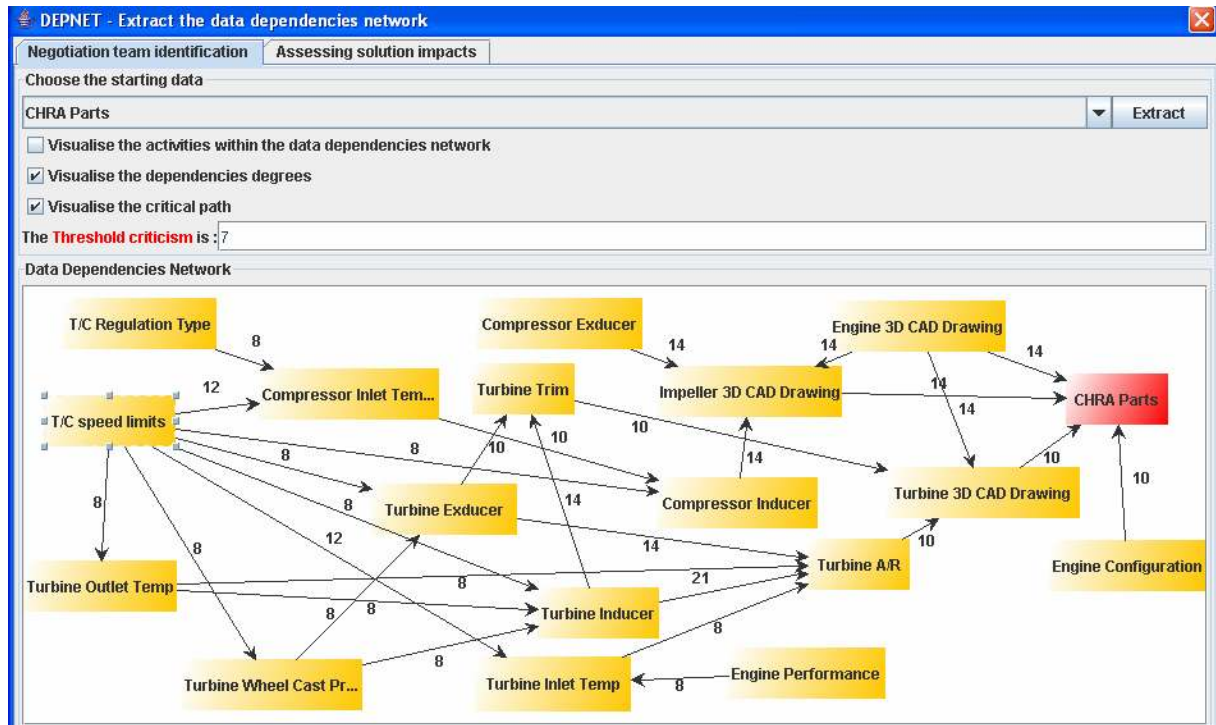 DEPNET - Extract the data dependencies network
Negotiation team identification
Assessing solution impacts
Choose the starting data
CHRA Parts
Extract
Visualise the activities within the data dependencies network
Visualise the dependencies degrees
Visualise the critical path
The Threshold criticism is : 7
Data Dependencies Network
T/C Regulation Type
Compressor Exducer
Engine 3D CAD Drawing
8
14
14
14
12
Compressor Inlet Tem...
Turbine Trim
Impeller 3D CAD Drawing
14
CHRA Parts
T/C speed limits
10
14
8
8
10
10
14
10
10
Turbine 3D CAD Drawing
8
8
14
Compressor Inducer
Turbine Exducer
12
14
10
8
Turbine A/R
Engine Configuration
Turbine Outlet Temp
8
21
8
8
Turbine Inducer
8
8
Turbine Wheel Cast Pr...
Turbine Inlet Temp
8
Engine Performance